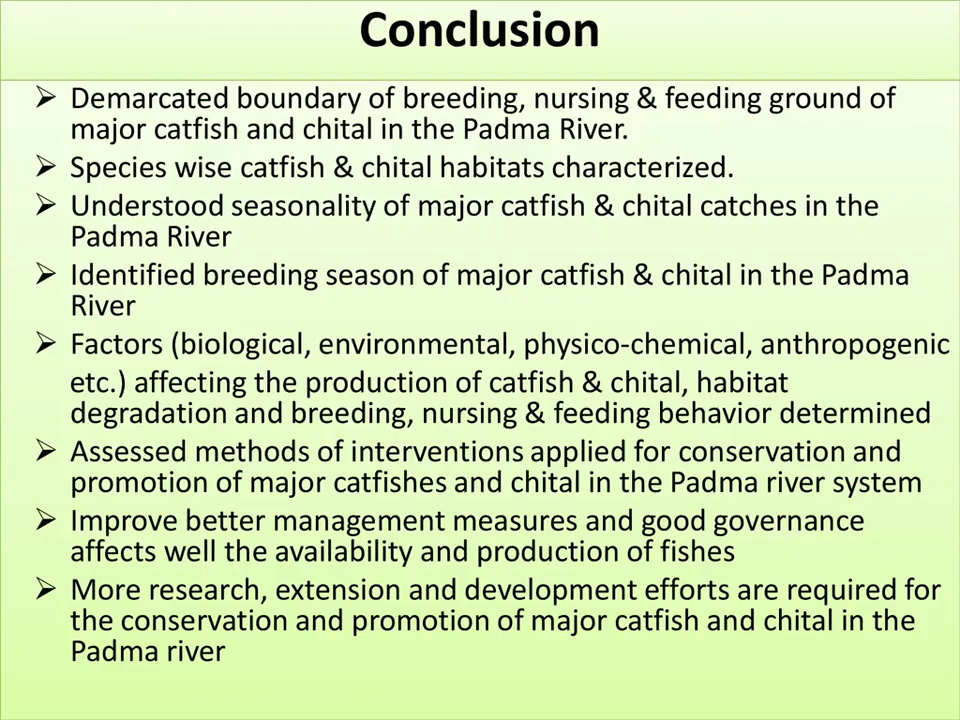 Conclusion
➢ Demarcated boundary of breeding, nursing & feeding ground of
major catfish and chital in the Padma River.
➢ Species wise catfish & chital habitats characterized.
➢ Understood seasonality of major catfish & chital catches in the
Padma River
➢ Identified breeding season of major catfish & chital in the Padma
River
➢ Factors (biological, environmental, physico-chemical, anthropogenic
etc.) affecting the production of catfish & chital, habitat
degradation and breeding, nursing & feeding behavior determined
➢ Assessed methods of interventions applied for conservation and
promotion of major catfishes and chital in the Padma river system
➢ Improve better management measures and good governance
affects well the availability and production of fishes
➢ More research, extension and development efforts are required for
the conservation and promotion of major catfish and chital in the
Padma river